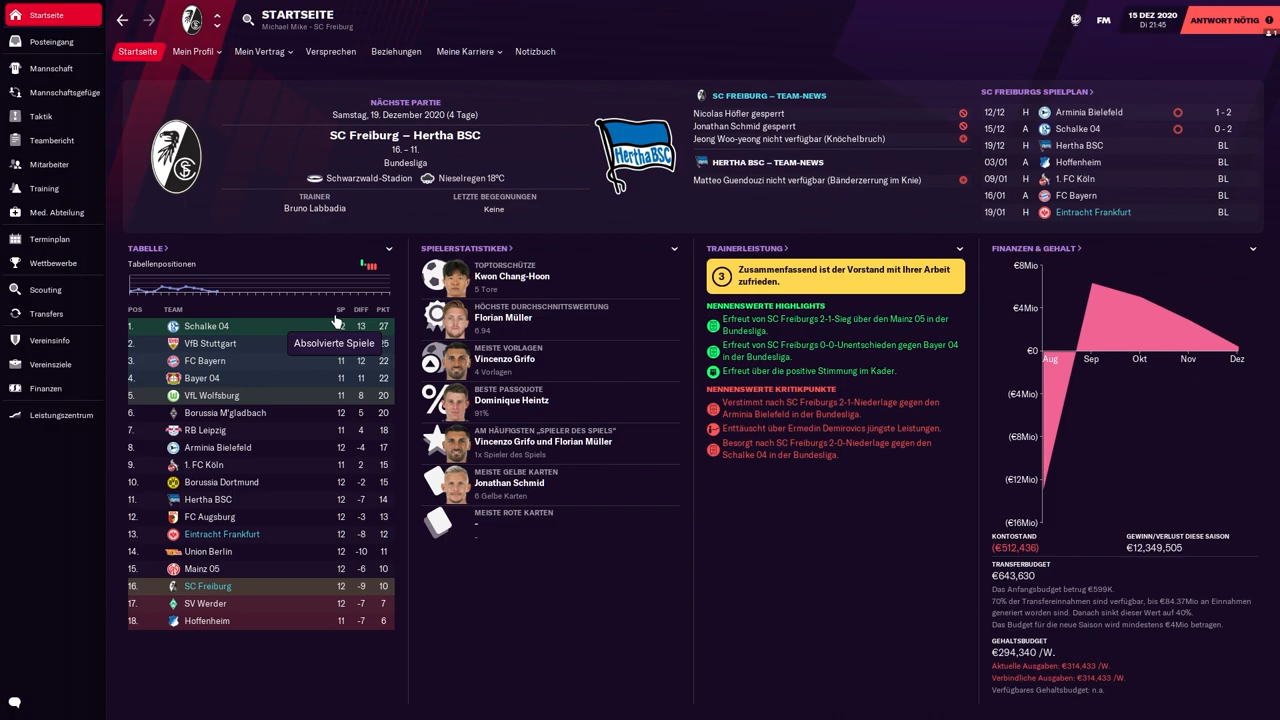 Startseite
Posteingang
Mannschaft
Mannschaftsgefüge
Taktik
Teambericht
Mitarbeiter
Training
Med. Abteilung
Terminplan
Wettbewerbe
Scouting
Transfers
Vereinsinfo
Vereinsziele
Finanzen
Leistungszentrum
STARTSEITE
Michael Mike - SC Freiburg
FM
15 DEZ 2020
Di 21:45
ANTWORT NÖTIG
1
Startseite
Mein Profil
Mein Vertrag
Versprechen
Beziehungen
Meine Karriere
Notizbuch
NÄCHSTE PARTIE
Samstag, 19. Dezember 2020 (4 Tage)
SC Freiburg – Hertha BSC
16. – 11.
Bundesliga
Schwarzwald-Stadion Nieselregen 18ºC
TRAINER
Bruno Labbadia
LETZTE BEGEGNUNGEN
Keine
Hertha BSC
SC FREIBURG – TEAM-NEWS
Nicolas Höfler gesperrt
Jonathan Schmid gesperrt
Jeong Woo-yeong nicht verfügbar (Knöchelbruch)
HERTHA BSC – TEAM-NEWS
Matteo Guendouzi nicht verfügbar (Bänderzerrung im Knie)
SC FREIBURGS SPIELPLAN
12/12 H Arminia Bielefeld 1 - 2
15/12 A Schalke 04 0 - 2
19/12 H Hertha BSC BL
03/01 A Hoffenheim BL
09/01 H 1. FC Köln BL
16/01 A FC Bayern BL
19/01 H Eintracht Frankfurt BL
TABELLE
Tabellenpositionen
POS TEAM SP DIFF PKT
1. Schalke 04 13 27
2. VfB Stuttgart 25
3. FC Bayern 11 12 22
4. Bayer 04 11 11 22
5. VfL Wolfsburg 11 8 20
6. Borussia M'gladbach 12 5 20
7. RB Leipzig 11 4 18
8. Arminia Bielefeld 12 -4 17
9. 1. FC Köln 11 2 15
10. Borussia Dortmund 12 -2 15
11. Hertha BSC 12 -7 14
12. FC Augsburg 12 -3 13
13. Eintracht Frankfurt 12 -8 12
14. Union Berlin 12 -10 11
15. Mainz 05 12 -6 10
16. SC Freiburg 12 -9 10
17. SV Werder 12 -7 7
18. Hoffenheim 11 -7 6
Absolvierte Spiele
SPIELERSTATISTIKEN
TOPTORSCHÜTZE
Kwon Chang-Hoon
5 Tore
HÖCHSTE DURCHSCHNITTSWERTUNG
Florian Müller
6.94
MEISTE VORLAGEN
Vincenzo Grifo
4 Vorlagen
BESTE PASSQUOTE
Dominique Heintz
91%
AM HÄUFIGSTEN „SPIELER DES SPIELS"
Vincenzo Grifo und Florian Müller
1x Spieler des Spiels
MEISTE GELBE KARTEN
Jonathan Schmid
6 Gelbe Karten
MEISTE ROTE KARTEN
-
-
TRAINERLEISTUNG
3
Zusammenfassend ist der Vorstand mit Ihrer Arbeit
zufrieden.
NENNENSWERTE HIGHLIGHTS
Erfreut von SC Freiburgs 2-1-Sieg über den Mainz 05 in der
Bundesliga.
Erfreut von SC Freiburgs 0-0-Unentschieden gegen Bayer 04
in der Bundesliga.
Erfreut über die positive Stimmung im Kader.
NENNENSWERTE KRITIKPUNKTE
Verstimmt nach SC Freiburgs 2-1-Niederlage gegen den
Arminia Bielefeld in der Bundesliga.
Enttäuscht über Ermedin Demirovics jüngste Leistungen.
Besorgt nach SC Freiburgs 2-0-Niederlage gegen den
Schalke 04 in der Bundesliga.
FINANZEN & GEHALT
€8Mio
€4Mio
€0
(€4Mio)
(€8Mio)
(€12Mio)
(€16Mio)
Aug Sep Okt Nov Dez
KONTOSTAND
(€512,436)
GEWINN/VERLUST DIESE SAISON
€12,349,505
TRANSFERBUDGET
€643,630
Das Anfangsbudget betrug €599K.
70% der Transfereinnahmen sind verfügbar, bis €84.37Mio an Einnahmen
generiert worden sind. Danach sinkt dieser Wert auf 40%.
Das Budget für die neue Saison wird mindestens €4Mio betragen.
GEHALTSBUDGET
€294,340 /W.
Aktuelle Ausgaben: €314,433 /W.
Verbindliche Ausgaben: €314,433 /W.
Verfügbares Gehaltsbudget: n.a.